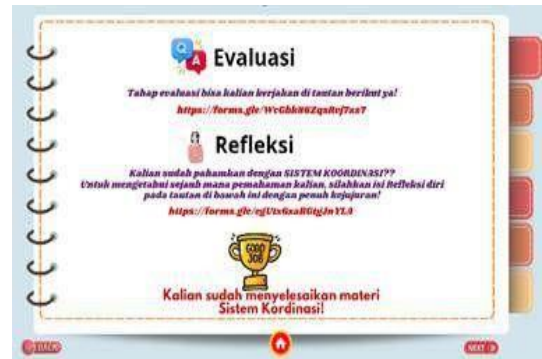 Q
A
Evaluasi
Tahap evaluasi bisa kalian kerjakan di tautan berikut ya!
Refleksi
Kalian sudah pahamkan dengan SISTEM KOORDINASI??
Untuk mengetahui sejauh mana pemahaman kalian, silahkan isi Refleksi diri
pada tautan di bawah ini dengan penuh kejujuran!
GOOD
JOB
Kalian sudah menyelesaikan materi
Sistem Kordinasi!
BACK
NEXT